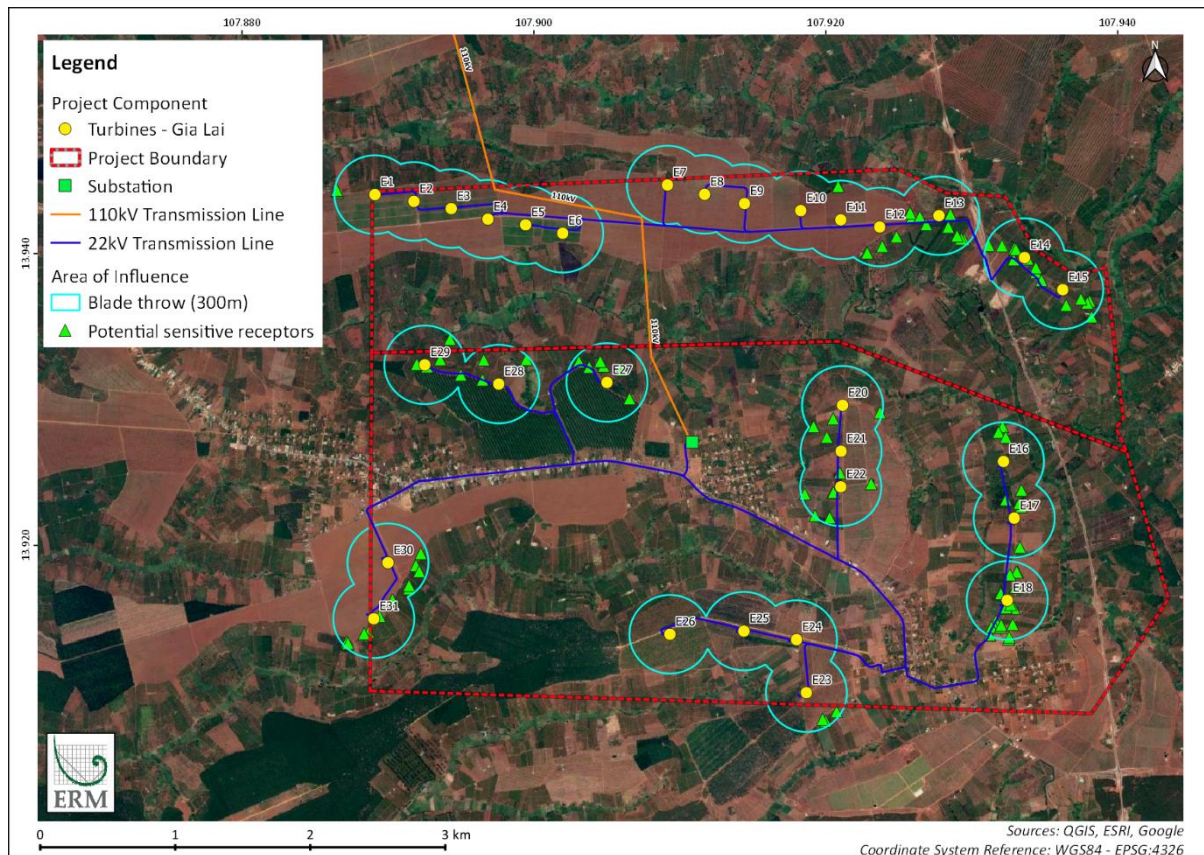 107.880
107.900
107.920
107.940
13.940
13.920
Legend
Project Component
Turbines - Gia Lai
Project Boundary
Substation
110kV Transmission Line
22kV Transmission Line
Area of Influence
Blade throw (300m)
Potential sensitive receptors
N
110kV
110kV
110kV
E1
E2
E3
E4
E5
E6
E7
E8
E9
E10
E11
E12
E13
E14
E15
E29
E28
E27
E20
E21
E22
E16
E17
E18
E30
E31
E26
E25
E24
E23
ERM
0
1
2
3 km
Sources: QGIS, ESRI, Google
Coordinate System Reference: WGS84 - EPSG:4326